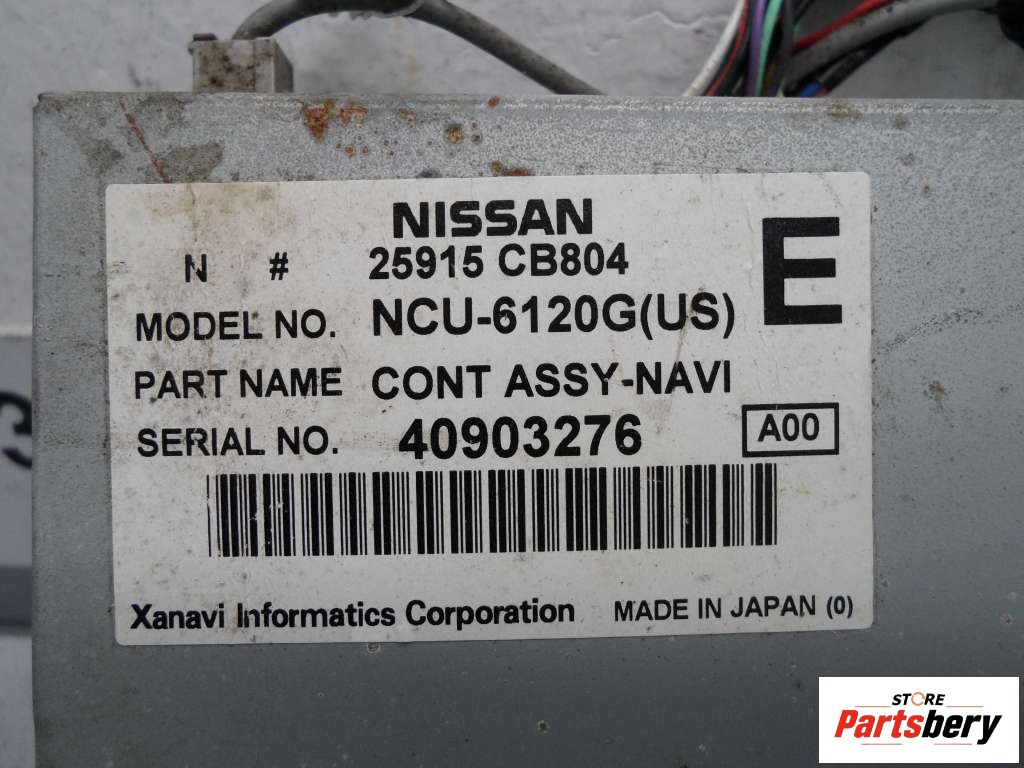 NISSAN
N # 25915 CB804
E
MODEL NO. NCU-6120G(US)
PART NAME CONT ASSY-NAVI
SERIAL NO. 40903276 A00
Xanavi Informatics Corporation MADE IN JAPAN (0)
STORE
Partsbery